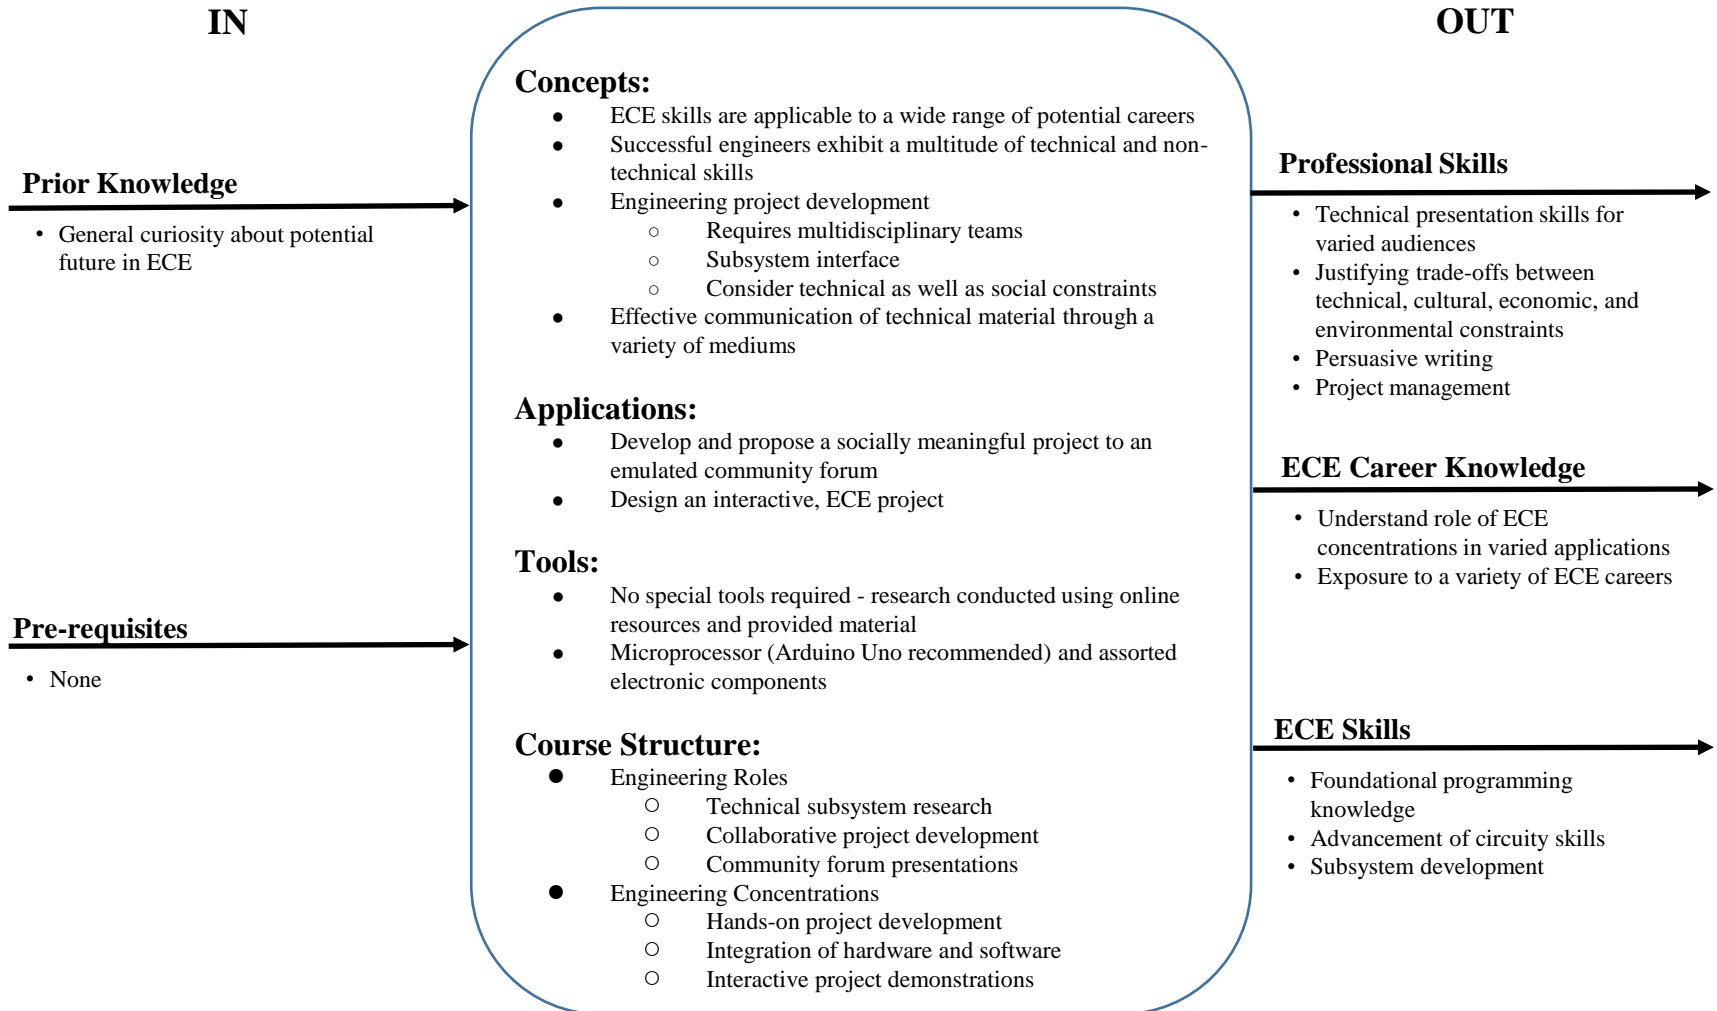 IN
Prior Knowledge
• General curiosity about potential
future in ECE
Pre-requisites
• None
Concepts:
● ECE skills are applicable to a wide range of potential careers
● Successful engineers exhibit a multitude of technical and non-
technical skills
● Engineering project development
○ Requires multidisciplinary teams
○ Subsystem interface
○ Consider technical as well as social constraints
● Effective communication of technical material through a
variety of mediums
Applications:
● Develop and propose a socially meaningful project to an
emulated community forum
● Design an interactive, ECE project
Tools:
● No special tools required - research conducted using online
resources and provided material
● Microprocessor (Arduino Uno recommended) and assorted
electronic components
Course Structure:
● Engineering Roles
○ Technical subsystem research
○ Collaborative project development
○ Community forum presentations
● Engineering Concentrations
○ Hands-on project development
○ Integration of hardware and software
○ Interactive project demonstrations
OUT
Professional Skills
• Technical presentation skills for
varied audiences
• Justifying trade-offs between
technical, cultural, economic, and
environmental constraints
• Persuasive writing
• Project management
ECE Career Knowledge
• Understand role of ECE
concentrations in varied applications
• Exposure to a variety of ECE careers
ECE Skills
• Foundational programming
knowledge
• Advancement of circuity skills
• Subsystem development